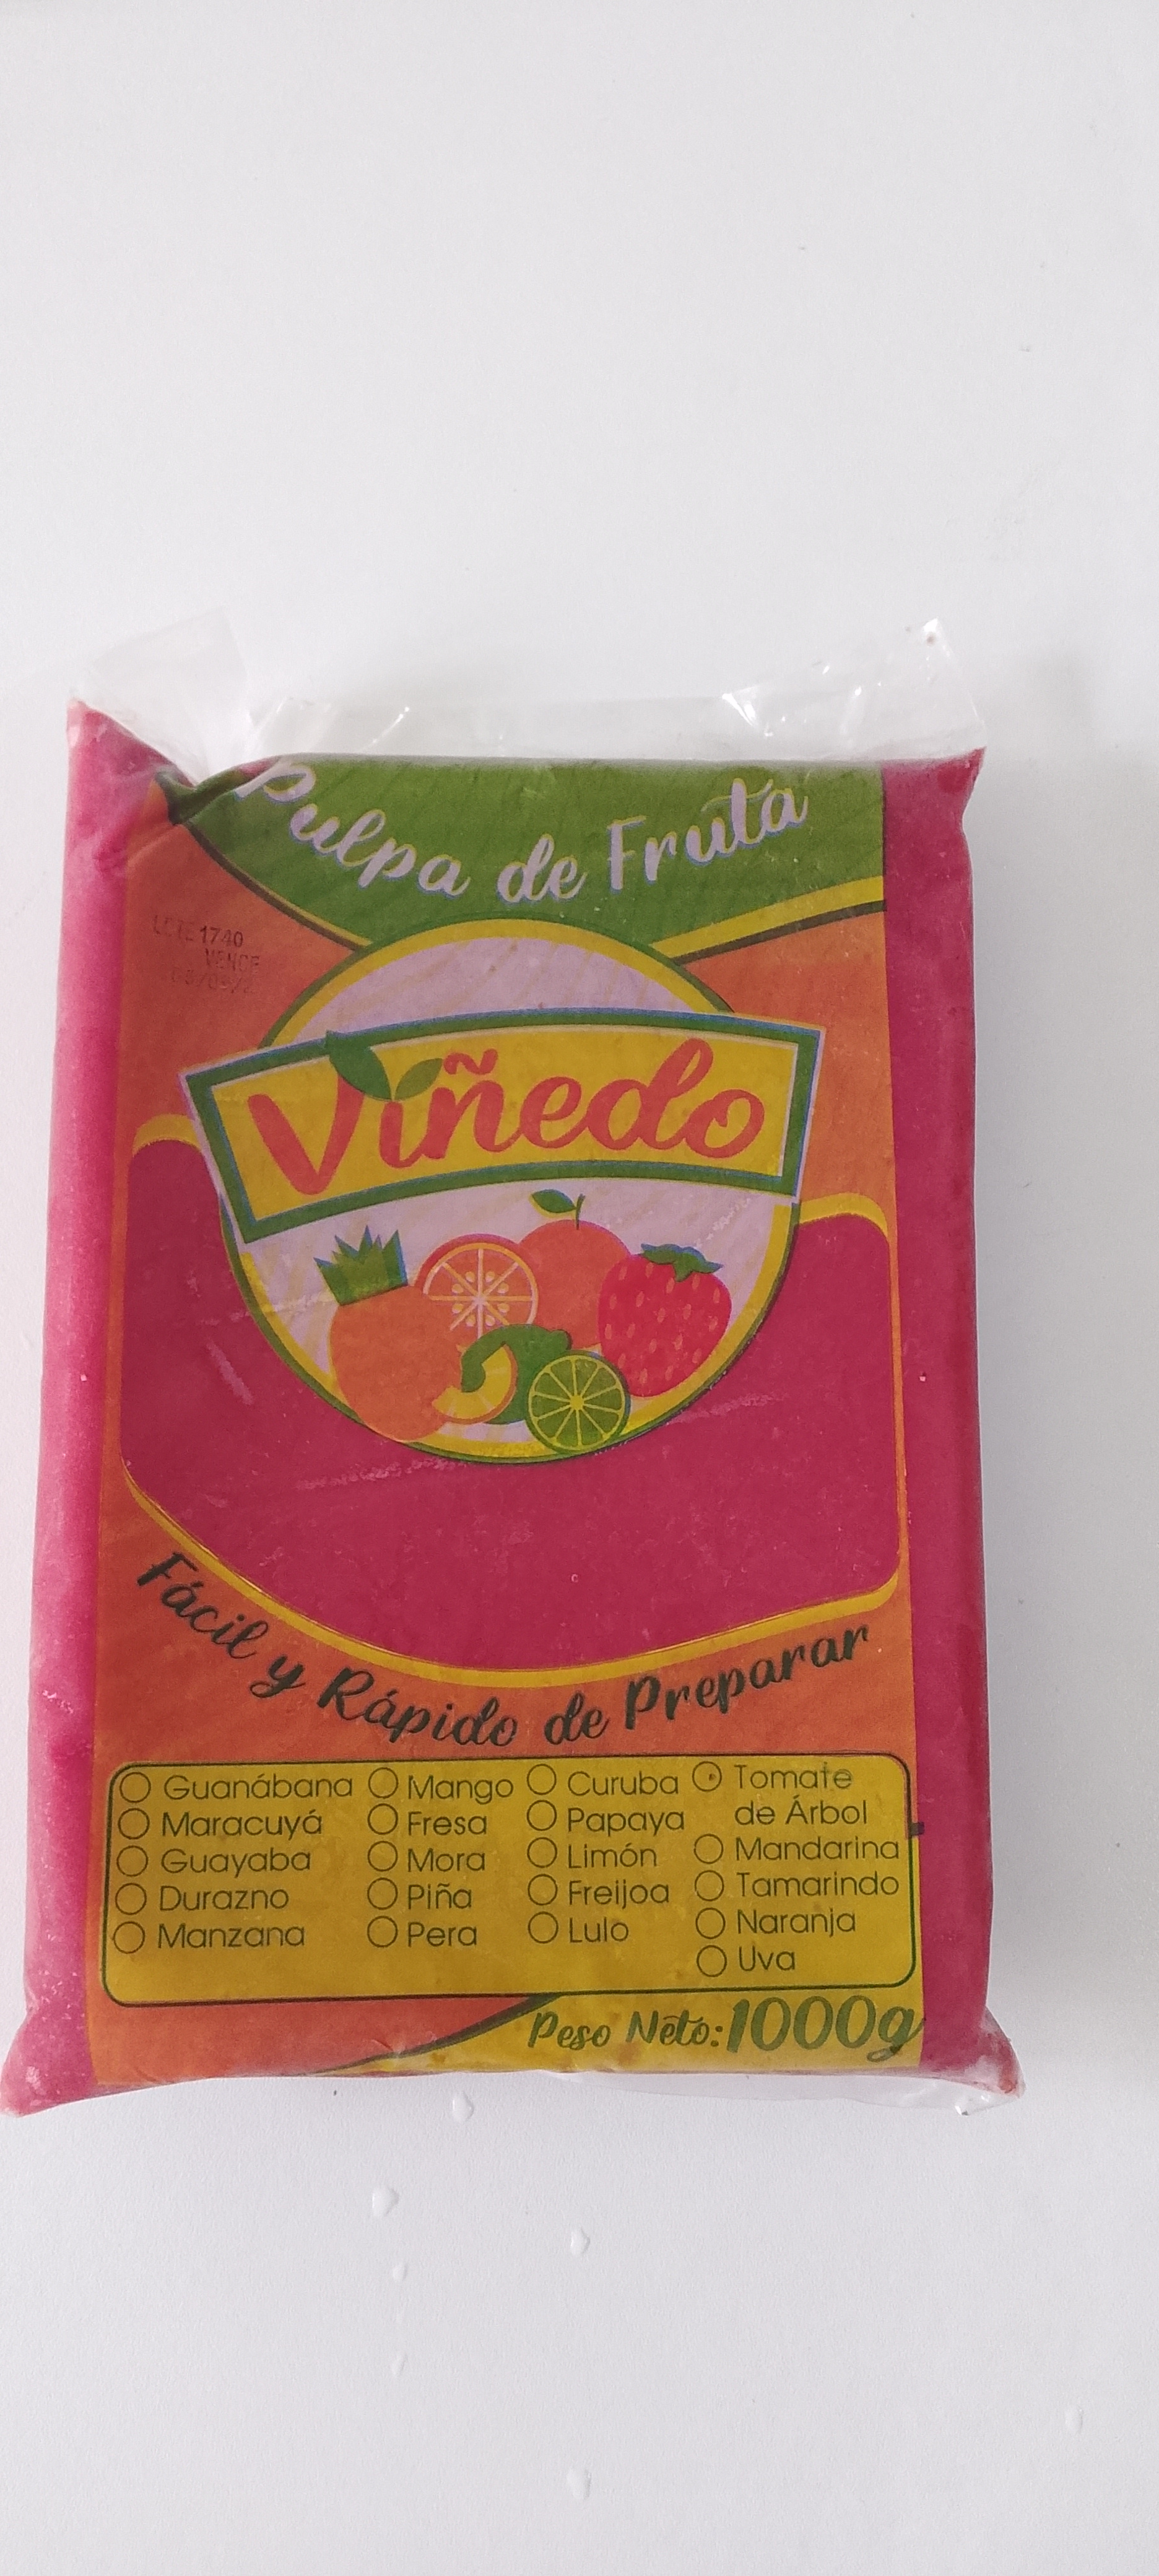 Pulpa de Fruta
LOTE 1740
VENCE
Viñedo
Fácil y Rápido de Preparar
Guanábana
Maracuyá
Guayaba
Durazno
Manzana
Mango
Fresa
Mora
Piña
Pera
Curuba
Papaya
Limón
Freijoa
Lulo
Tomate
de Árbol
Mandarina
Tamarindo
Naranja
Uva
Peso Neto: 1000g